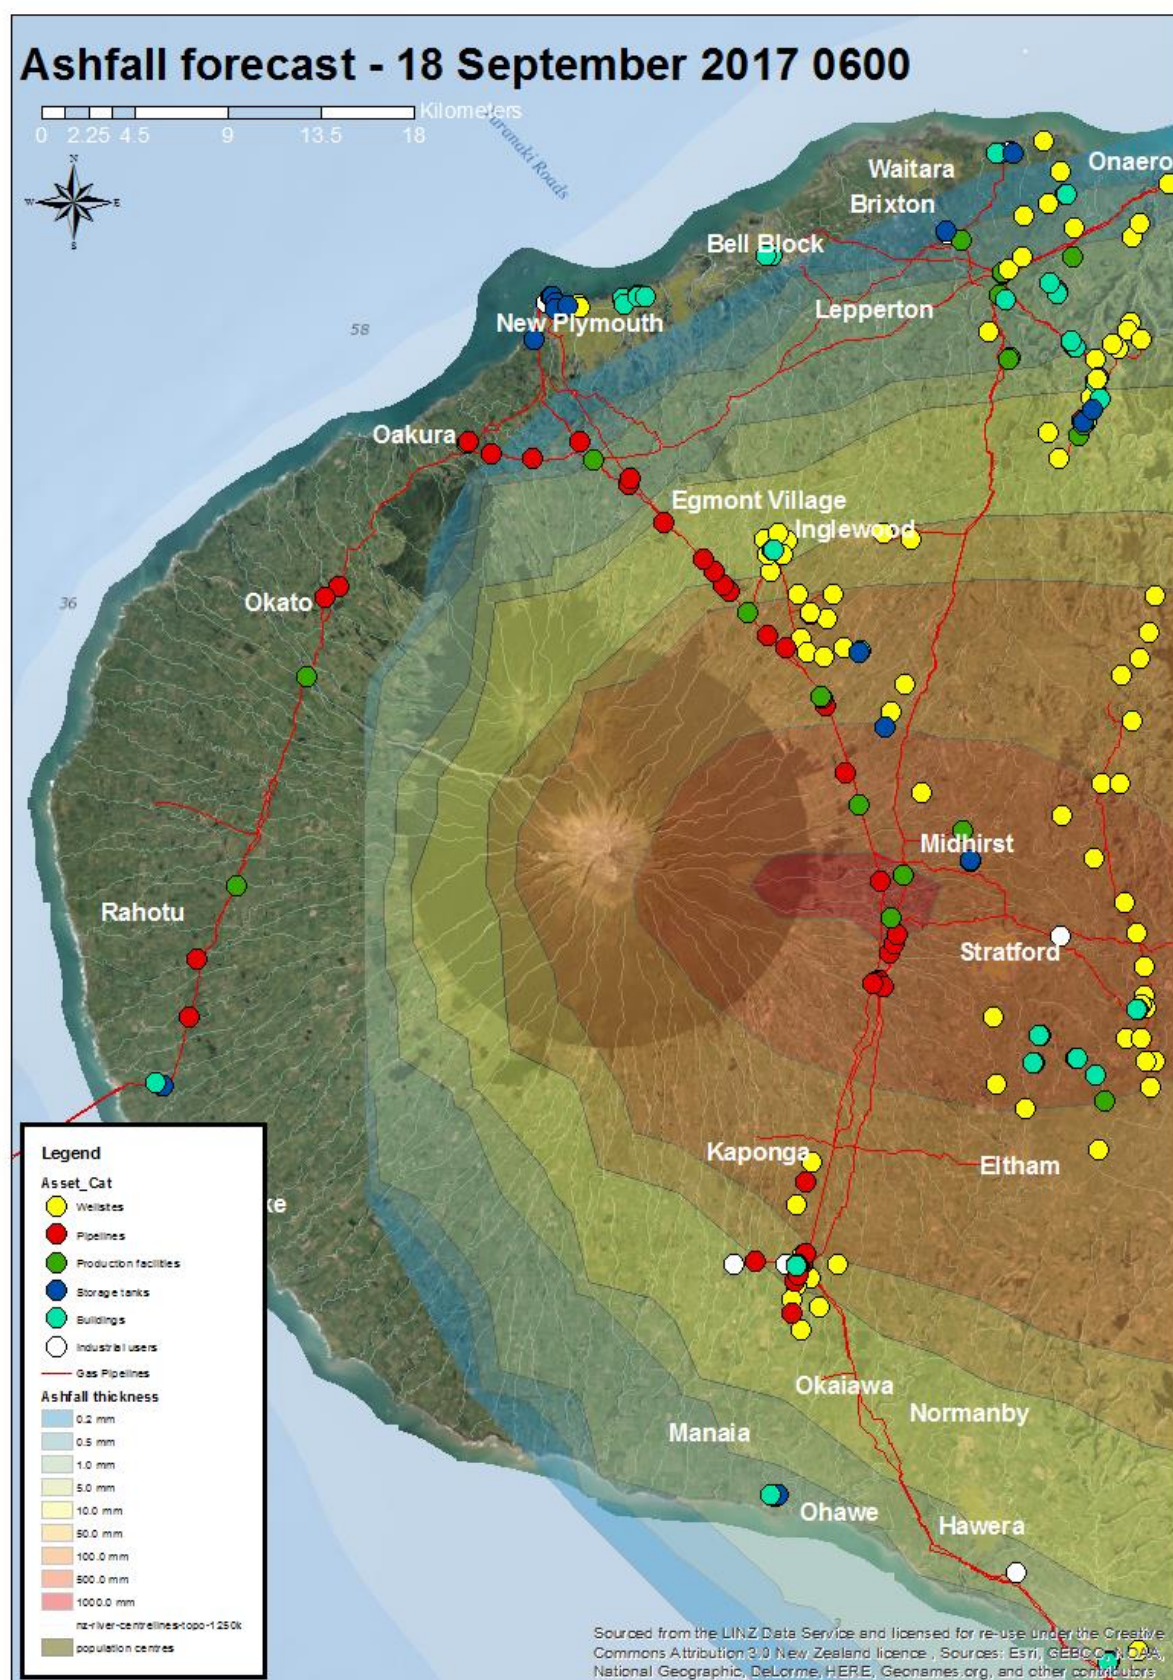 Ashfall forecast - 18 September 2017 0600
Kilometers
0 2.25 4.5 9 13.5 18
N
W E
S
Taranaki Roads
Waitara
Onaero
Brixton
Bell Block
Lepperton
New Plymouth
58
Oakura
Egmont Village
Inglewood
Okato
36
Midhirst
Rahotu
Stratford
Kaponga
Eltham
ke
Okaiawa
Normanby
Manaia
Ohawe
Hawera
Legend
Asset_Cat
Wellsites
Pipelines
Production facilities
Storage tanks
Buildings
Industrial users
Gas Pipelines
Ashfall thickness
0.2 mm
0.5 mm
1.0 mm
5.0 mm
10.0 mm
50.0 mm
100.0 mm
500.0 mm
1000.0 mm
nz-river-centrelines-topo-1250k
population centres
Sourced from the LINZ Data Service and licensed for re-use under the Creative
Commons Attribution 3.0 New Zealand licence , Sources: Esri, GEBCO, NOAA,
National Geographic, DeLorme, HERE, Geonames.org, and other contributors